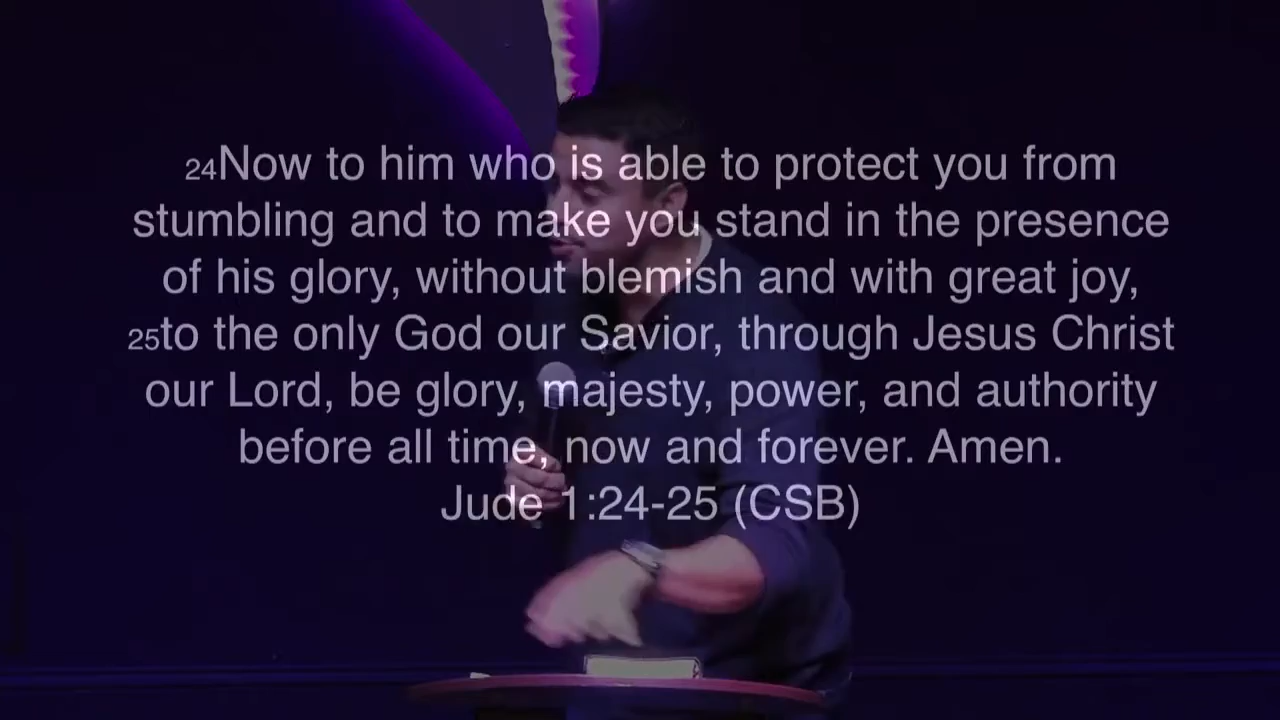 24Now to him who is able to protect you from
stumbling and to make you stand in the presence
of his glory, without blemish and with great joy,
25to the only God our Savior, through Jesus Christ
our Lord, be glory, majesty, power, and authority
before all time, now and forever. Amen.
Jude 1:24-25 (CSB)